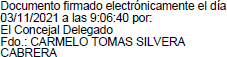 Documento firmado electrónicamente el día
03/11/2021 a las 9:06:40 por:
El Concejal Delegado
Fdo.: CARMELO TOMAS SILVERA
CABRERA